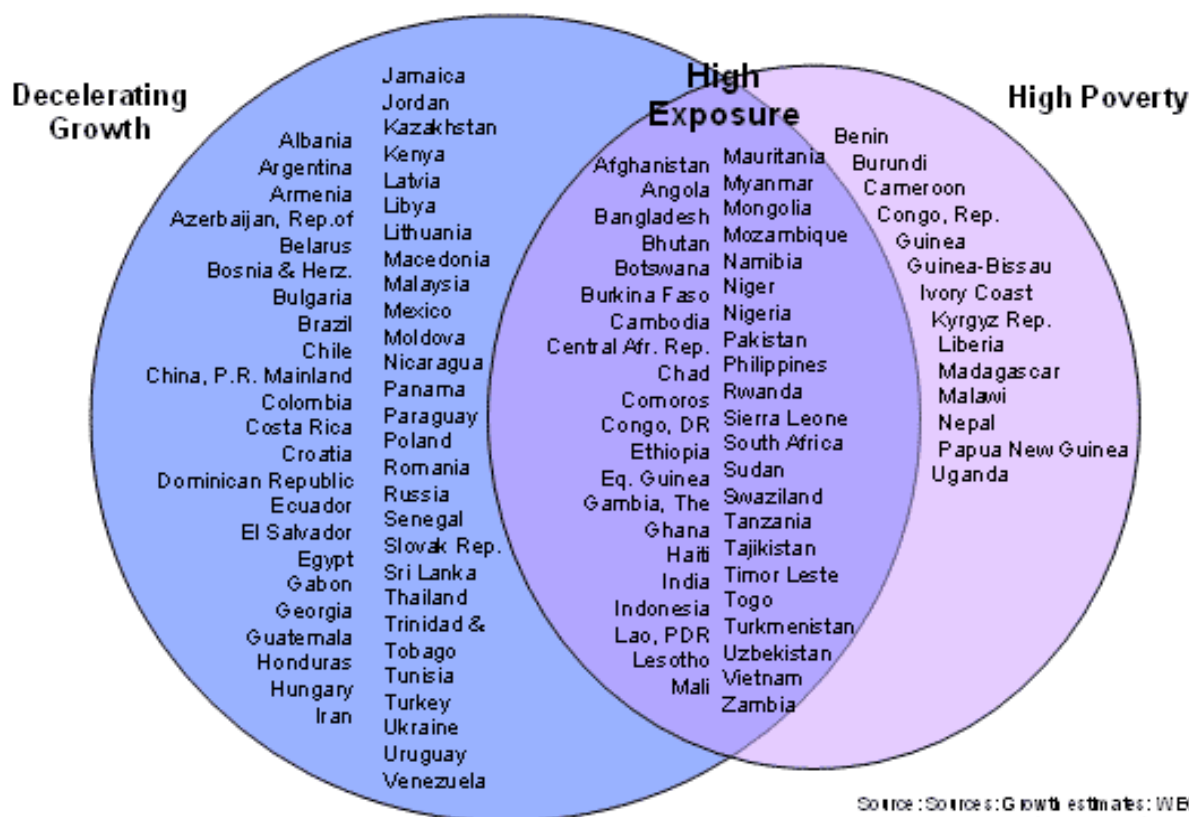 Decelerating
Growth
High
Exposure
High Poverty
Albania
Argentina
Armenia
Azerbaijan, Rep.of
Belarus
Bosnia & Herz.
Bulgaria
Brazil
Chile
China, P.R. Mainland
Colombia
Costa Rica
Croatia
Dominican Republic
Ecuador
El Salvador
Egypt
Gabon
Georgia
Guatemala
Honduras
Hungary
Iran
Jamaica
Jordan
Kazakhstan
Kenya
Latvia
Libya
Lithuania
Macedonia
Malaysia
Mexico
Moldova
Nicaragua
Panama
Paraguay
Poland
Romania
Russia
Senegal
Slovak Rep.
Sri Lanka
Thailand
Trinidad &
Tobago
Tunisia
Turkey
Ukraine
Uruguay
Venezuela
Afghanistan
Angola
Bangladesh
Bhutan
Botswana
Burkina Faso
Cambodia
Central Afr. Rep.
Chad
Comoros
Congo, DR
Ethiopia
Eq. Guinea
Gambia, The
Ghana
Haiti
India
Indonesia
Lao, PDR
Lesotho
Mali
Mauritania
Myanmar
Mongolia
Mozambique
Namibia
Niger
Nigeria
Pakistan
Philippines
Rwanda
Sierra Leone
South Africa
Sudan
Swaziland
Tanzania
Tajikistan
Timor Leste
Togo
Turkmenistan
Uzbekistan
Vietnam
Zambia
Benin
Burundi
Cameroon
Congo, Rep.
Guinea
Guinea-Bissau
Ivory Coast
Kyrgyz Rep.
Liberia
Madagascar
Malawi
Nepal
Papua New Guinea
Uganda
Source: Sources: Growth estimates: